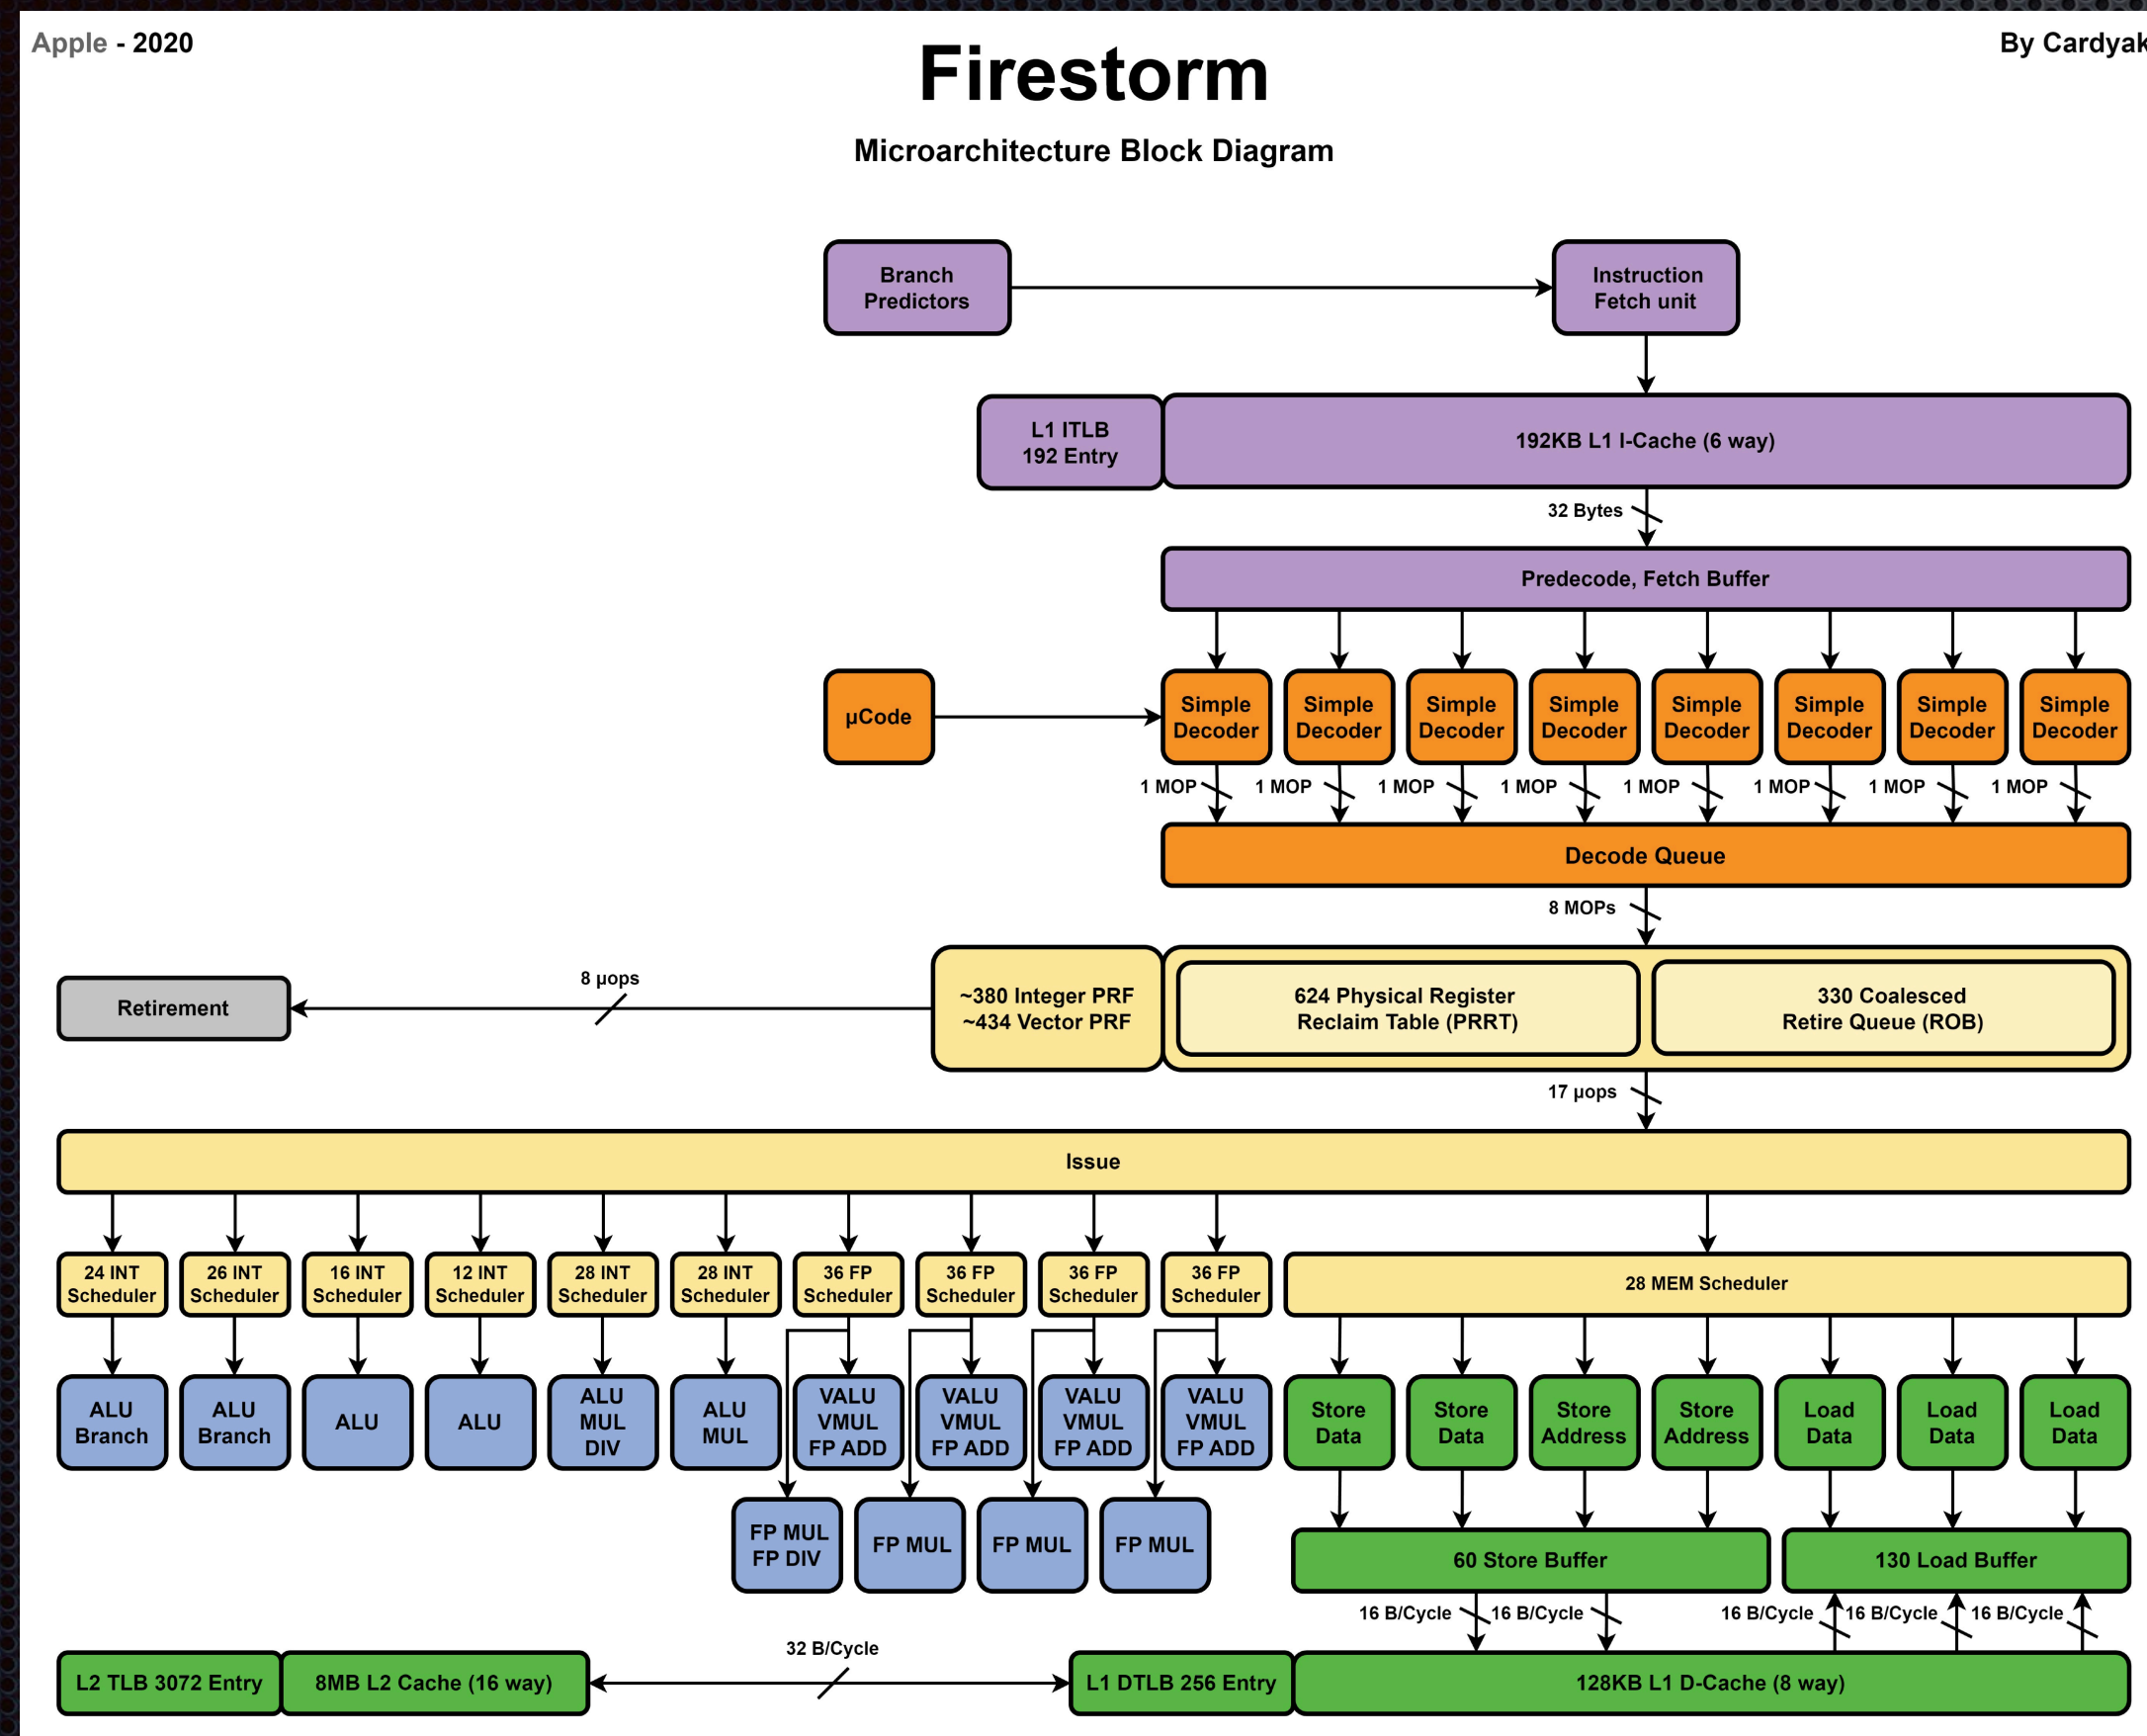 Apple - 2020
By Cardyak
Firestorm
Microarchitecture Block Diagram
Branch
Predictors
Instruction
Fetch unit
L1 ITLB
192 Entry
192KB L1 I-Cache (6 way)
32 Bytes
Predecode, Fetch Buffer
µCode
Simple
Decoder
Simple
Decoder
Simple
Decoder
Simple
Decoder
Simple
Decoder
Simple
Decoder
Simple
Decoder
Simple
Decoder
1 MOP
1 MOP
1 MOP
1 MOP
1 MOP
1 MOP
1 MOP
1 MOP
Decode Queue
8 MOPs
Retirement
8 µops
~380 Integer PRF
~434 Vector PRF
624 Physical Register
Reclaim Table (PRRT)
330 Coalesced
Retire Queue (ROB)
17 µops
Issue
24 INT
Scheduler
26 INT
Scheduler
16 INT
Scheduler
12 INT
Scheduler
28 INT
Scheduler
28 INT
Scheduler
36 FP
Scheduler
36 FP
Scheduler
36 FP
Scheduler
36 FP
Scheduler
28 MEM Scheduler
ALU
Branch
ALU
Branch
ALU
ALU
ALU
MUL
DIV
ALU
MUL
VALU
VMUL
FP ADD
VALU
VMUL
FP ADD
VALU
VMUL
FP ADD
VALU
VMUL
FP ADD
Store
Data
Store
Data
Store
Address
Store
Address
Load
Data
Load
Data
Load
Data
FP MUL
FP DIV
FP MUL
FP MUL
FP MUL
60 Store Buffer
130 Load Buffer
16 B/Cycle
16 B/Cycle
16 B/Cycle
16 B/Cycle
16 B/Cycle
L2 TLB 3072 Entry
8MB L2 Cache (16 way)
32 B/Cycle
L1 DTLB 256 Entry
128KB L1 D-Cache (8 way)